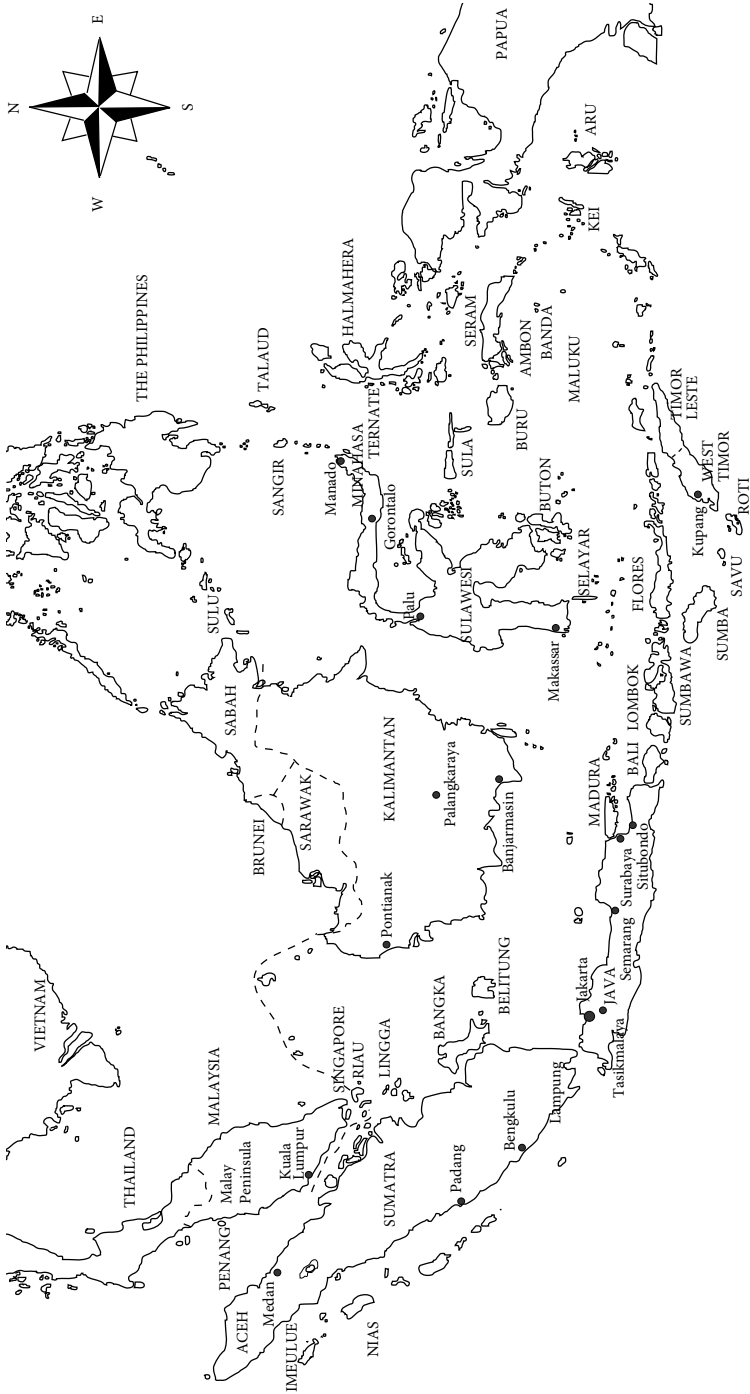 N
E
S
W
VIETNAM
THE PHILIPPINES
THAILAND
MALAYSIA
Malay
Peninsula
Kuala
Lumpur
PENANG
ACEH
Medan
IMEULUE
NIAS
SINGAPORE
RIAU
LINGGA
SUMATRA
Padang
Bengkulu
Lampung
BANGKA
BELITUNG
BRUNEI
SARAWAK
SABAH
SULU
Pontianak
KALIMANTAN
Palangkaraya
Banjarmasin
TALAUD
SANGIR
Manado
MINAHASA
TERNATE
HALMAHERA
Gorontalo
Palu
SULAWESI
Makassar
BUTON
SELAYAR
SULA
BURU
SERAM
AMBON
BANDA
MALUKU
PAPUA
ARU
KEI
Jakarta
JAVA
Tasikmalaya
Semarang
Surabaya
Situbondo
MADURA
BALI
LOMBOK
SUMBAWA
FLORES
SUMBA
SAVU
ROTI
Kupang
WEST
TIMOR
TIMOR
LESTE